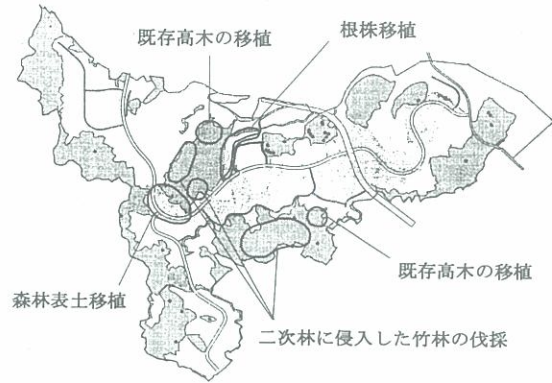 既存高木の移植
根株移植
既存高木の移植
森林表土移植
二次林に侵入した竹林の伐採